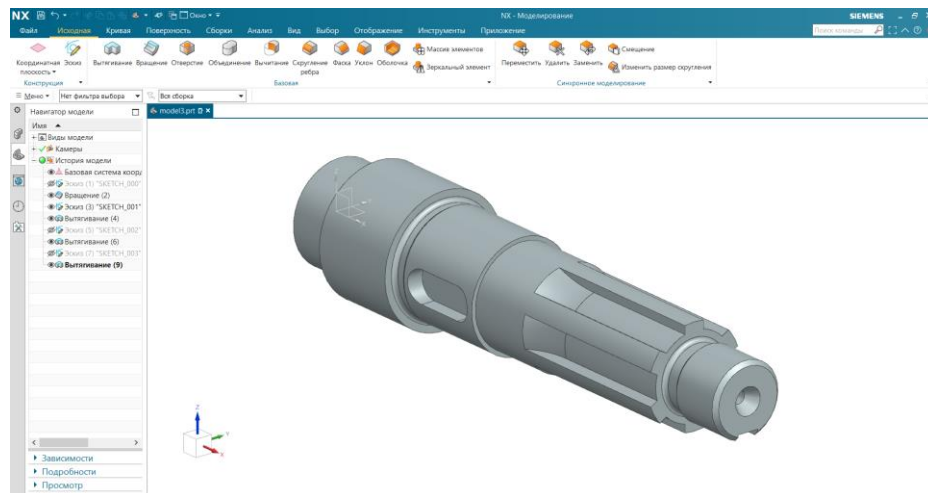 NX Окно NX - Моделирование SIEMENS
Файл Исходная Кривая Поверхность Сборки Анализ Вид Выбор Отображение Инструменты Приложение Поиск команды
Координатная плоскость Эскиз Вытягивание Вращение Отверстие Объединение Вычитание Скругление ребра Фаска Уклон Оболочка Массив элементов Переместить Удалить Заменить Смещение
Зеркальный элемент Изменить размер скругления
Конструкция Базовая Синхронное моделирование
Меню Нет фильтра выбора Вся сборка
Навигатор модели model3.prt
Имя
Виды модели
Камеры
История модели
Базовая система коорд
Эскиз (1) "SKETCH_000"
Вращение (2)
Эскиз (3) "SKETCH_001"
Вытягивание (4)
Эскиз (5) "SKETCH_002"
Вытягивание (6)
Эскиз (7) "SKETCH_003"
Вытягивание (9)
Z
Y
X
Зависимости
Подробности
Просмотр